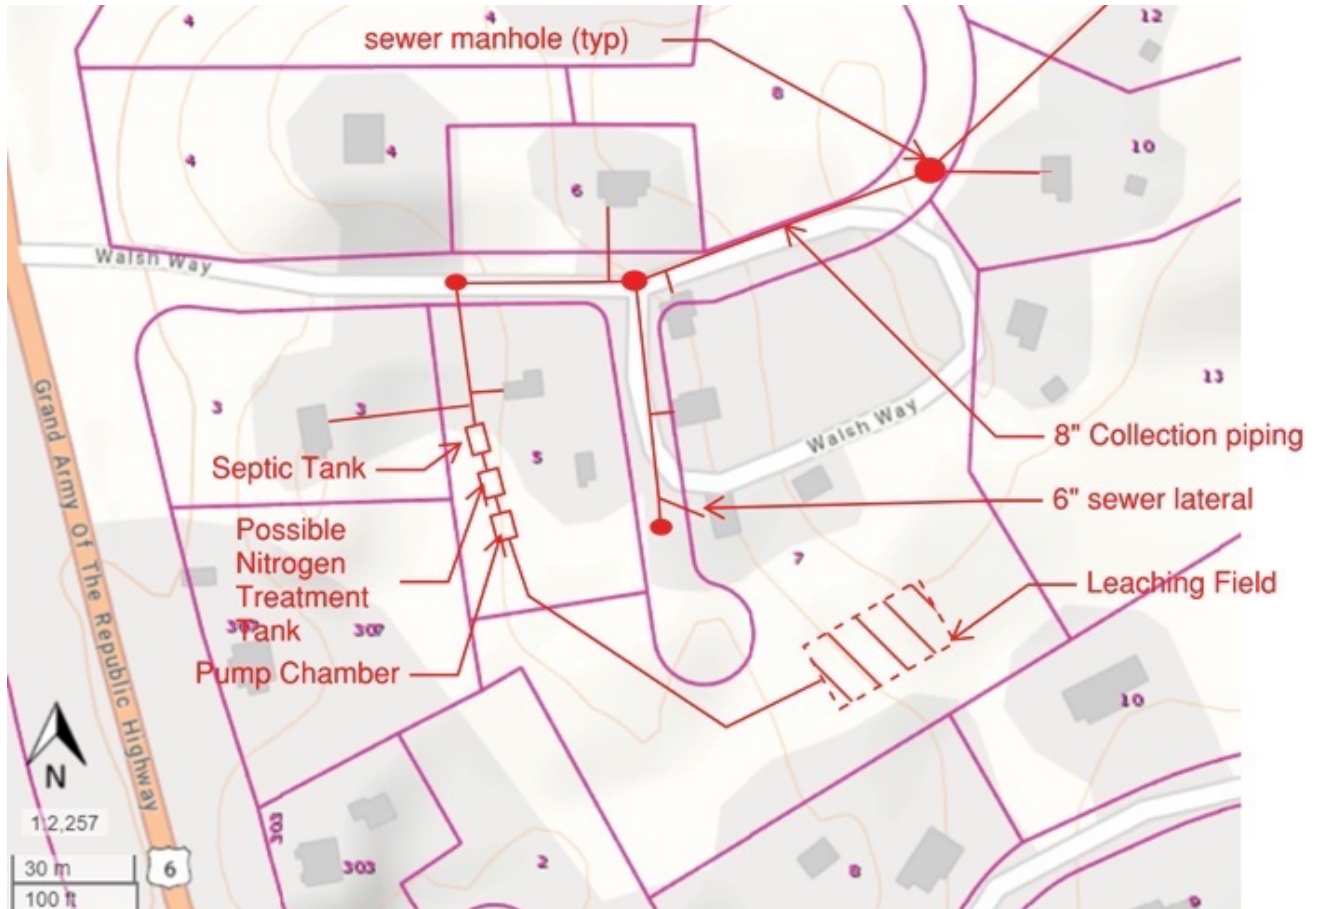 4
4
12
sewer manhole (typ)
8
4
4
10
6
Walsh Way
3
3
13
Grand Army Of The Republic Highway
Walsh Way
8" Collection piping
Septic Tank
5
6" sewer lateral
Possible
Nitrogen
Treatment
Tank
7
Leaching Field
307
307
Pump Chamber
10
N
1:2,257
303
30 m
6
303
2
8
100 ft
9